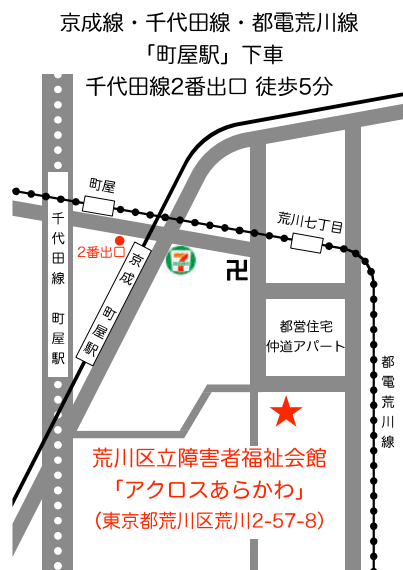 京成線・千代田線・都電荒川線
「町屋駅」下車
千代田線2番出口 徒歩5分
町屋
荒川七丁目
千代田線 町屋駅
2番出口
京成 町屋駅
7
卍
都営住宅
仲道アパート
都電荒川線
荒川区立障害者福祉会館
「アクロスあらかわ」
（東京都荒川区荒川2-57-8）